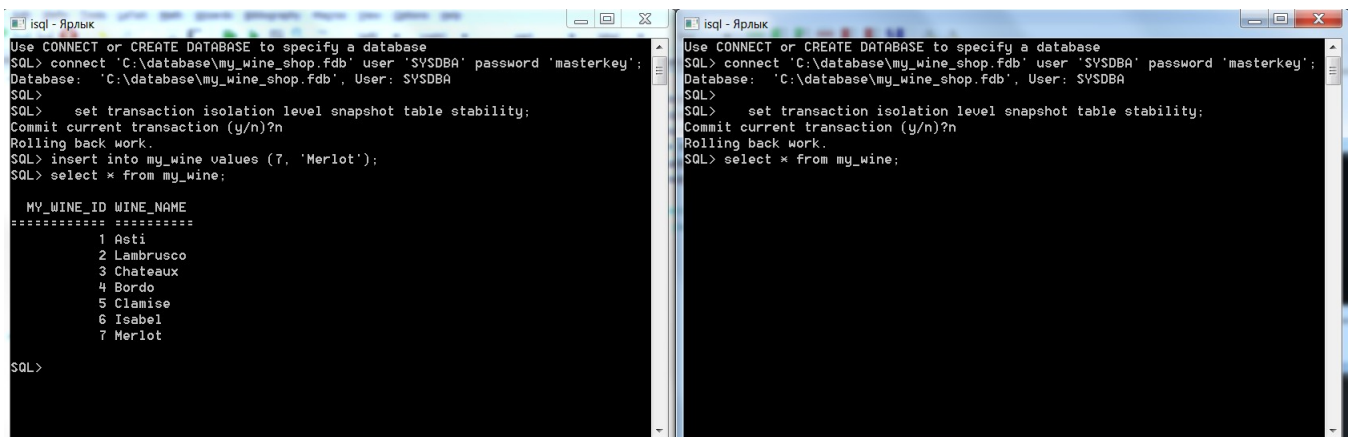 isql - Ярлык
Use CONNECT or CREATE DATABASE to specify a database
SQL> connect 'C:\database\my_wine_shop.fdb' user 'SYSDBA' password 'masterkey';
Database:  'C:\database\my_wine_shop.fdb', User: SYSDBA
SQL>
SQL>    set transaction isolation level snapshot table stability;
Commit current transaction (y/n)?n
Rolling back work.
SQL> insert into my_wine values (7, 'Merlot');
SQL> select * from my_wine;
MY_WINE_ID WINE_NAME
============ ==========
1 Asti
2 Lambrusco
3 Chateaux
4 Bordo
5 Clamise
6 Isabel
7 Merlot
SQL>
isql - Ярлык
Use CONNECT or CREATE DATABASE to specify a database
SQL> connect 'C:\database\my_wine_shop.fdb' user 'SYSDBA' password 'masterkey';
Database:  'C:\database\my_wine_shop.fdb', User: SYSDBA
SQL>
SQL>    set transaction isolation level snapshot table stability;
Commit current transaction (y/n)?n
Rolling back work.
SQL> select * from my_wine;